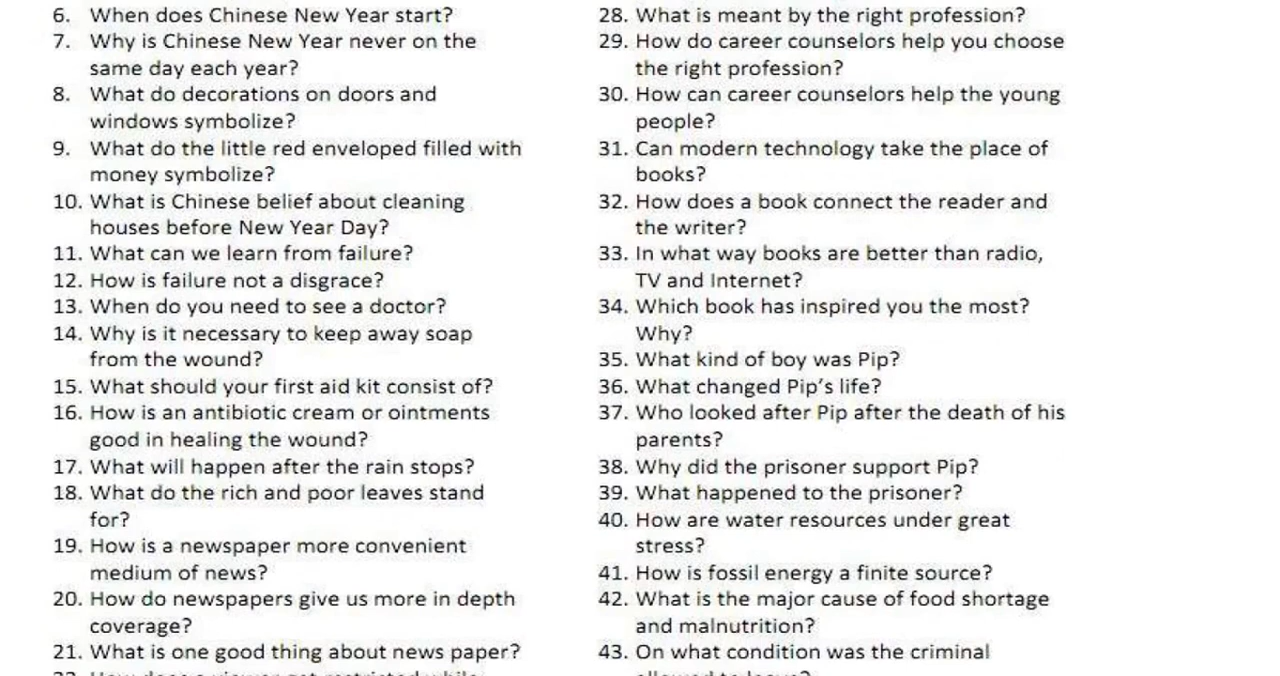 6. When does Chinese New Year start?
7. Why is Chinese New Year never on the
same day each year?
8. What do decorations on doors and
windows symbolize?
9. What do the little red enveloped filled with
money symbolize?
10. What is Chinese belief about cleaning
houses before New Year Day?
11. What can we learn from failure?
12. How is failure not a disgrace?
13. When do you need to see a doctor?
14. Why is it necessary to keep away soap
from the wound?
15. What should your first aid kit consist of?
16. How is an antibiotic cream or ointments
good in healing the wound?
17. What will happen after the rain stops?
18. What do the rich and poor leaves stand
for?
19. How is a newspaper more convenient
medium of news?
20. How do newspapers give us more in depth
coverage?
21. What is one good thing about news paper?
28. What is meant by the right profession?
29. How do career counselors help you choose
the right profession?
30. How can career counselors help the young
people?
31. Can modern technology take the place of
books?
32. How does a book connect the reader and
the writer?
33. In what way books are better than radio,
TV and Internet?
34. Which book has inspired you the most?
Why?
35. What kind of boy was Pip?
36. What changed Pip's life?
37. Who looked after Pip after the death of his
parents?
38. Why did the prisoner support Pip?
39. What happened to the prisoner?
40. How are water resources under great
stress?
41. How is fossil energy a finite source?
42. What is the major cause of food shortage
and malnutrition?
43. On what condition was the criminal